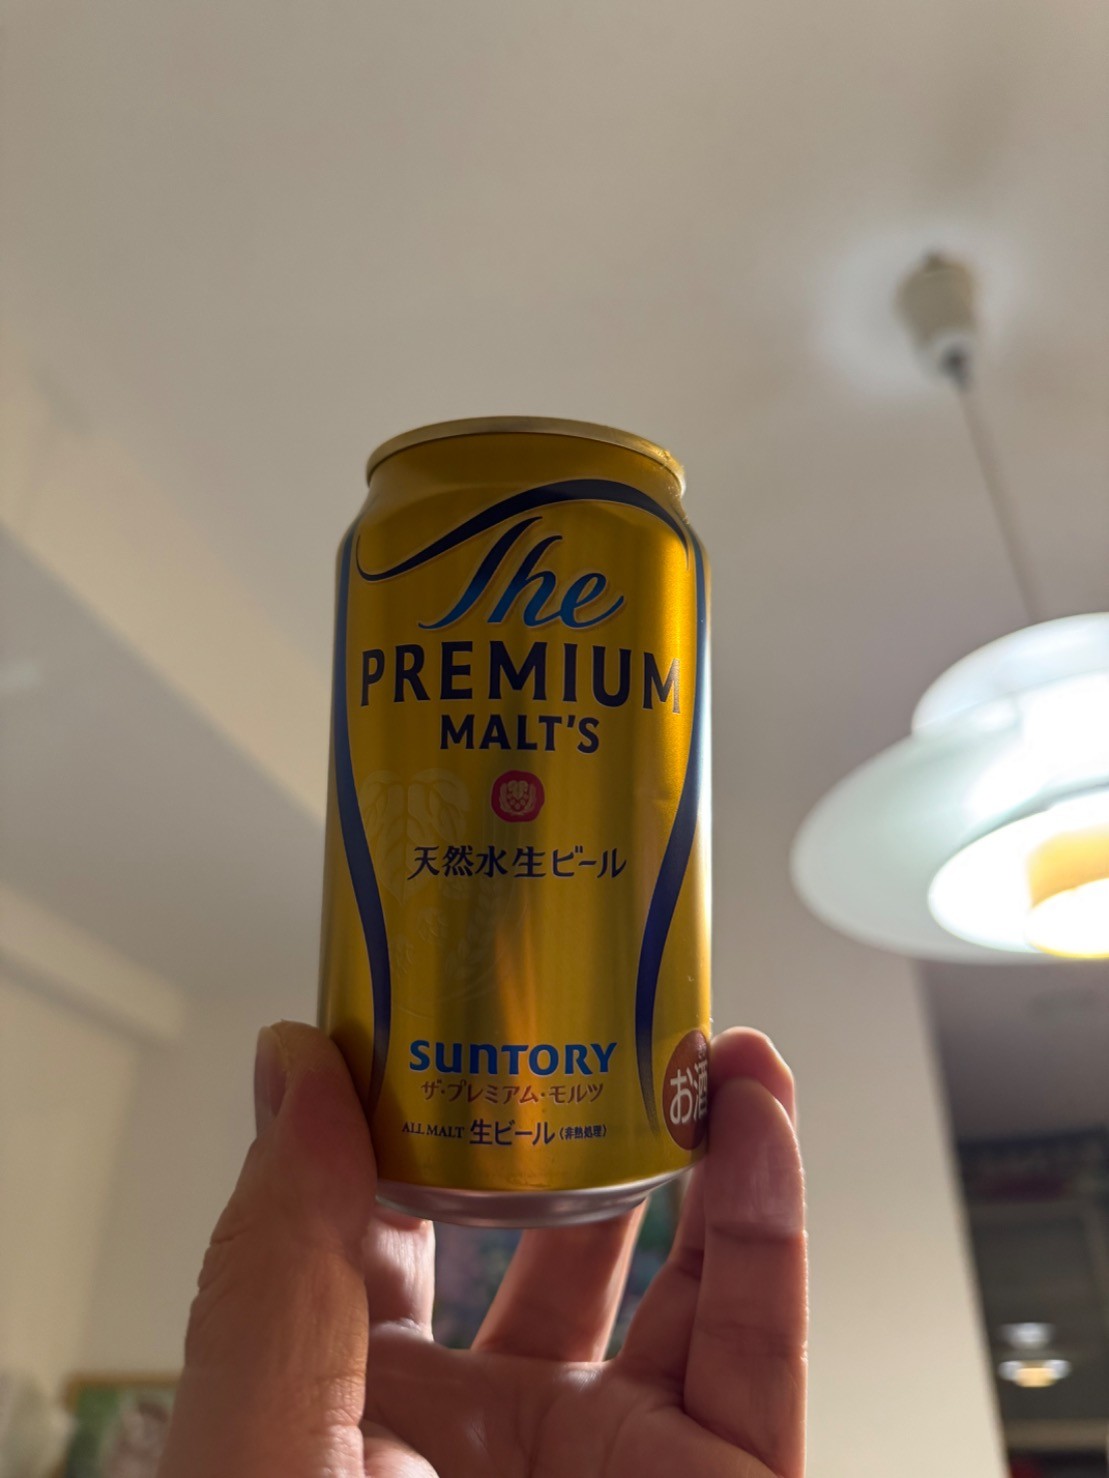 The
PREMIUM
MALT'S
天然水生ビール
SUNTORY
ザ・プレミアム・モルツ
ALL MALT 生ビール (非熱処理)
お酒